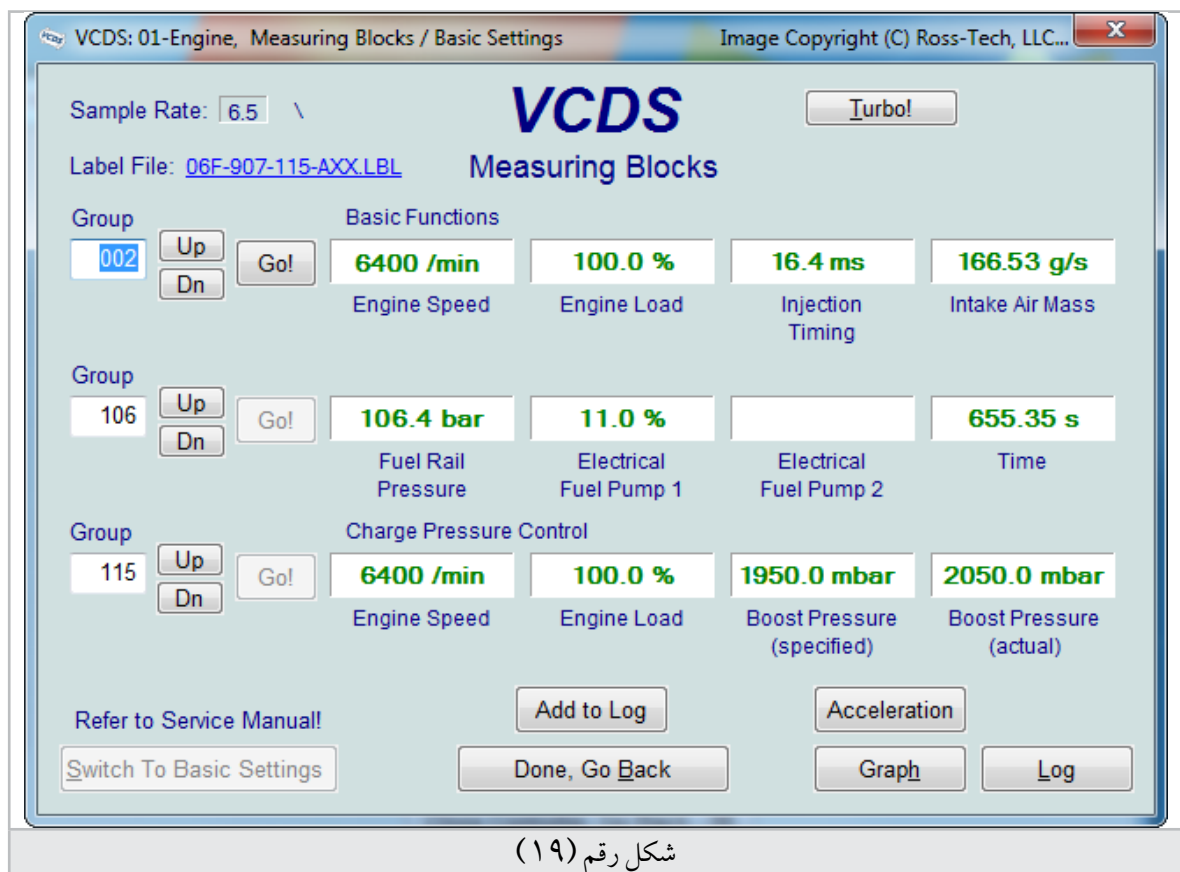 VCDS: 01-Engine, Measuring Blocks / Basic Settings Image Copyright (C) Ross-Tech, LLC...
Sample Rate: 6.5 \ VCDS Turbo!
Label File: 06F-907-115-AXX.LBL Measuring Blocks
Group Basic Functions
002 Up Dn Go! 6400 /min 100.0 % 16.4 ms 166.53 g/s
Engine Speed Engine Load Injection Timing Intake Air Mass
Group
106 Up Dn Go! 106.4 bar 11.0 % 655.35 s
Fuel Rail Pressure Electrical Fuel Pump 1 Electrical Fuel Pump 2 Time
Group Charge Pressure Control
115 Up Dn Go! 6400 /min 100.0 % 1950.0 mbar 2050.0 mbar
Engine Speed Engine Load Boost Pressure (specified) Boost Pressure (actual)
Refer to Service Manual! Add to Log Acceleration
Switch To Basic Settings Done, Go Back Graph Log
شكل رقم (١٩)